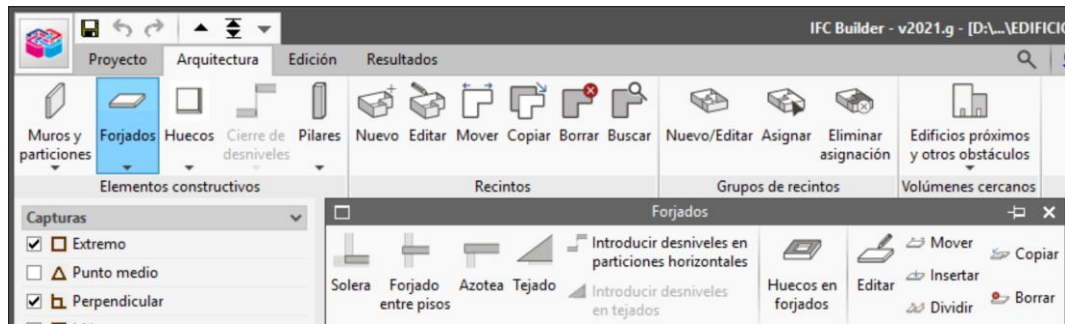 IFC Builder - v2021.g - [D:\...\EDIFICIO
Proyecto Arquitectura Edición Resultados
Muros y particiones
Forjados
Huecos
Cierre de desniveles
Pilares
Nuevo
Editar
Mover
Copiar
Borrar
Buscar
Nuevo/Editar
Asignar
Eliminar asignación
Edificios próximos y otros obstáculos
Elementos constructivos
Recintos
Grupos de recintos
Volúmenes cercanos
Capturas
Extremo
Punto medio
Perpendicular
Forjados
Solera
Forjado entre pisos
Azotea
Tejado
Introducir desniveles en particiones horizontales
Introducir desniveles en tejados
Huecos en forjados
Editar
Mover
Insertar
Dividir
Copiar
Borrar